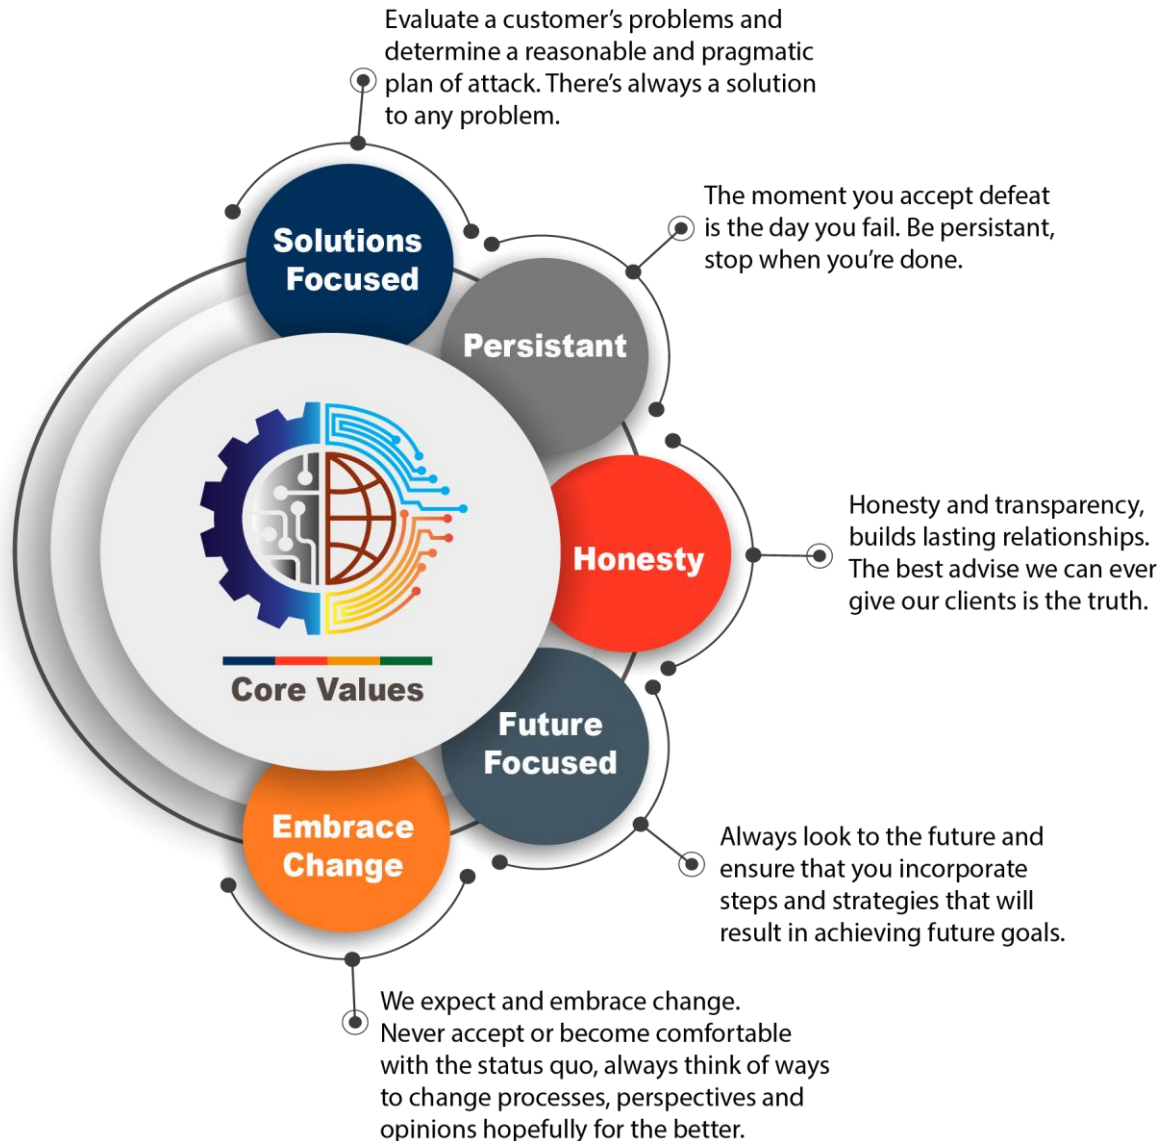 Evaluate a customer’s problems and
determine a reasonable and pragmatic
plan of attack. There’s always a solution
to any problem.
Solutions
Focused
The moment you accept defeat
is the day you fail. Be persistant,
stop when you’re done.
Persistant
Honesty and transparency,
builds lasting relationships.
The best advise we can ever
give our clients is the truth.
Honesty
Core Values
Future
Focused
Always look to the future and
ensure that you incorporate
steps and strategies that will
result in achieving future goals.
Embrace
Change
We expect and embrace change.
Never accept or become comfortable
with the status quo, always think of ways
to change processes, perspectives and
opinions hopefully for the better.